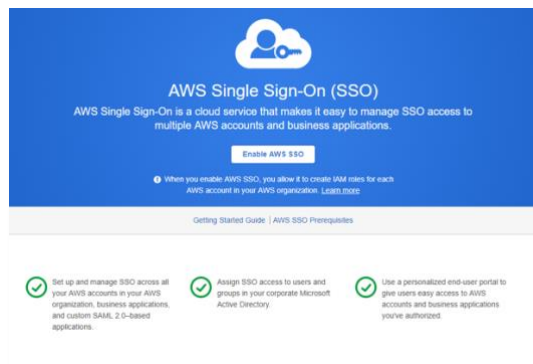 AWS Single Sign-On (SSO)
AWS Single Sign-On is a cloud service that makes it easy to manage SSO access to
multiple AWS accounts and business applications.
Enable AWS SSO
When you enable AWS SSO, you allow it to create IAM roles for each
AWS account in your AWS organization. Learn more
Getting Started Guide | AWS SSO Prerequisites
Set up and manage SSO across all
your AWS accounts in your AWS
organization, business applications,
and custom SAML 2.0–based
applications.
Assign SSO access to users and
groups in your corporate Microsoft
Active Directory.
Use a personalized end-user portal to
give users easy access to AWS
accounts and business applications
you've authorized.